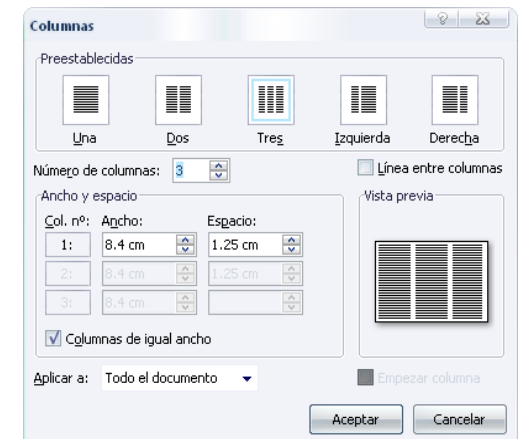 Columnas
Preestablecidas
Una Dos Tres Izquierda Derecha
Número de columnas: 3 Línea entre columnas
Ancho y espacio Vista previa
Col. nº: Ancho: Espacio:
1: 8.4 cm 1.25 cm
2: 8.4 cm 1.25 cm
3: 8.4 cm
Columnas de igual ancho
Aplicar a: Todo el documento Empezar columna
Aceptar Cancelar